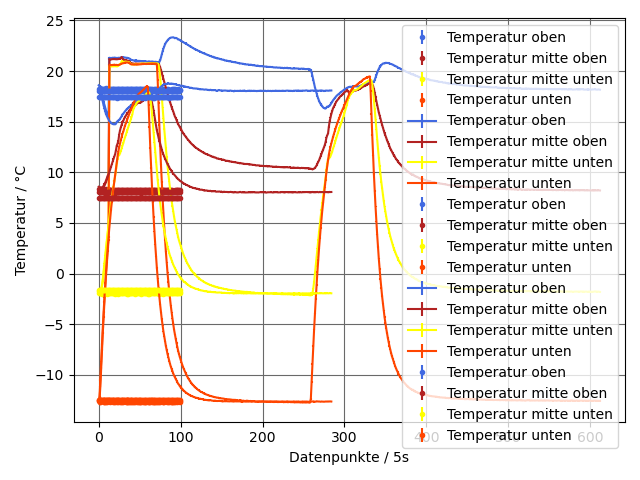 25
20
15
10
5
0
−5
−10
Temperatur / °C
0
100
200
300
400
500
600
Datenpunkte / 5s
Temperatur oben
Temperatur mitte oben
Temperatur mitte unten
Temperatur unten
Temperatur oben
Temperatur mitte oben
Temperatur mitte unten
Temperatur unten
Temperatur oben
Temperatur mitte oben
Temperatur mitte unten
Temperatur unten
Temperatur oben
Temperatur mitte oben
Temperatur mitte unten
Temperatur unten
Temperatur oben
Temperatur mitte oben
Temperatur mitte unten
Temperatur unten